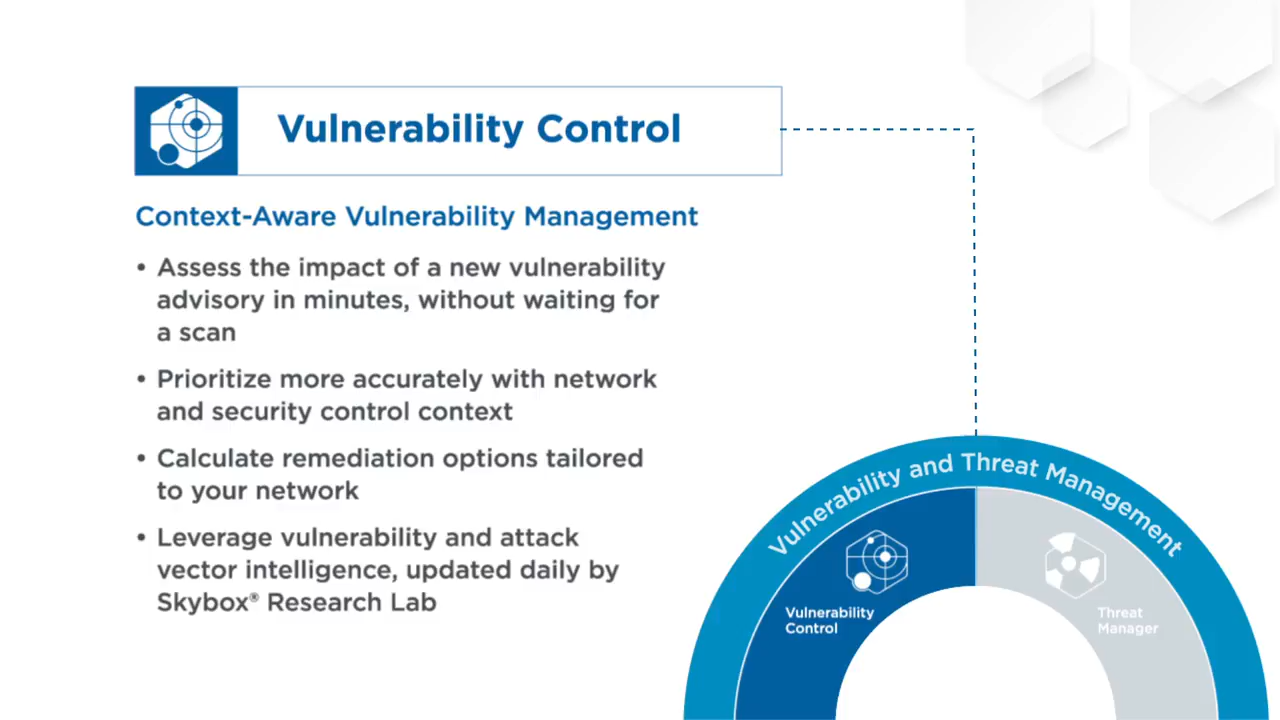 Vulnerability Control
Context-Aware Vulnerability Management
• Assess the impact of a new vulnerability
advisory in minutes, without waiting for
a scan
• Prioritize more accurately with network
and security control context
• Calculate remediation options tailored
to your network
• Leverage vulnerability and attack
vector intelligence, updated daily by
Skybox® Research Lab
Vulnerability and Threat Management
Vulnerability
Control
Threat
Manager